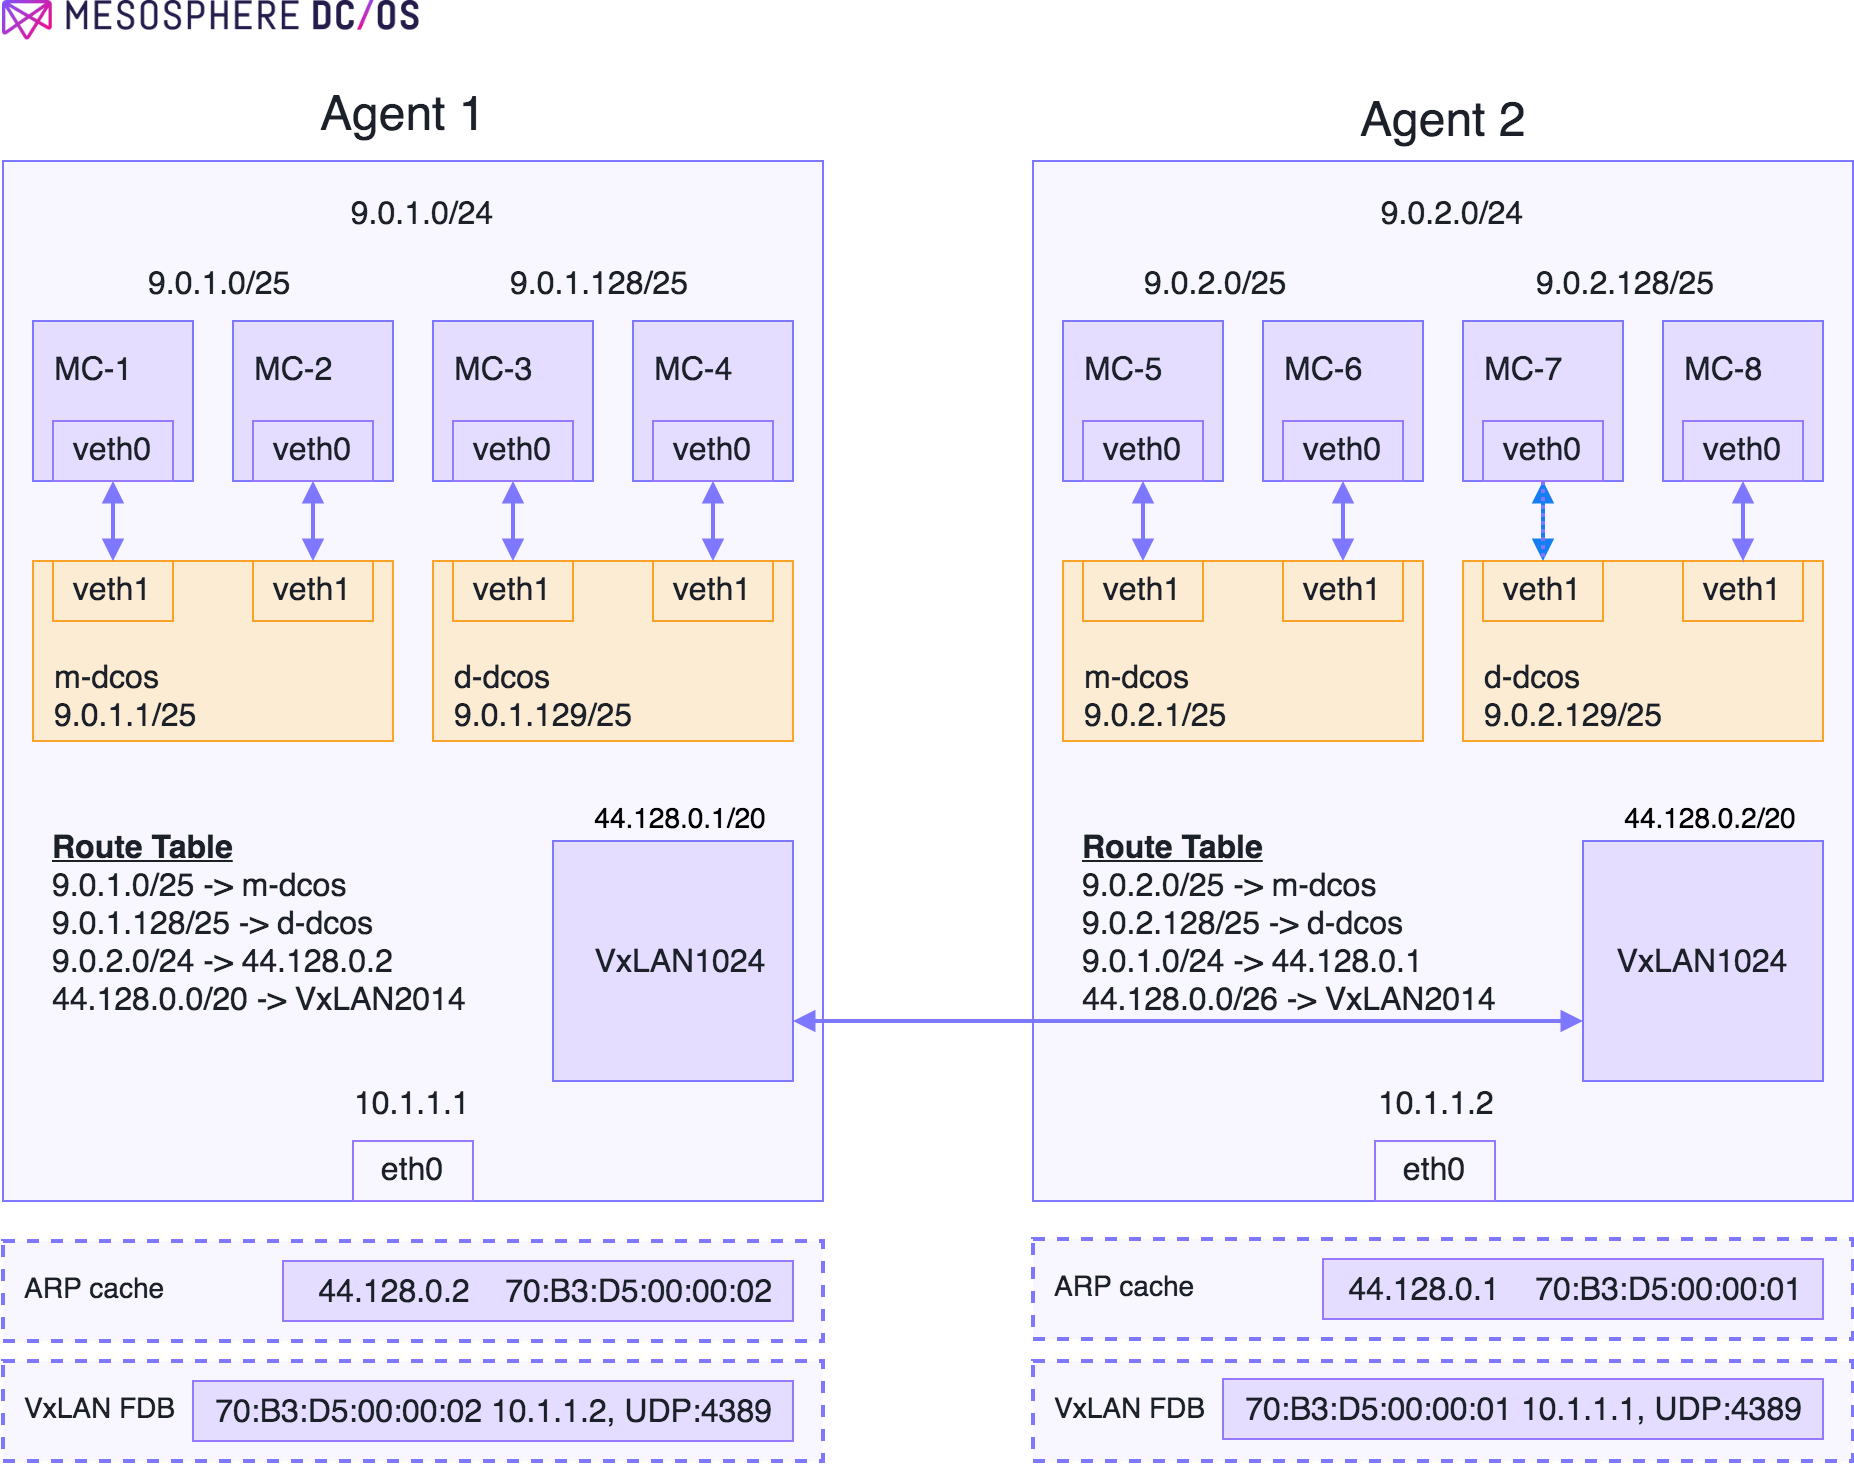 MESOSPHERE DC/OS
Agent 1
9.0.1.0/24
9.0.1.0/25
9.0.1.128/25
MC-1
MC-2
MC-3
MC-4
veth0
veth0
veth0
veth0
veth1
veth1
veth1
veth1
m-dcos
9.0.1.1/25
d-dcos
9.0.1.129/25
Route Table
9.0.1.0/25 -> m-dcos
9.0.1.128/25 -> d-dcos
9.0.2.0/24 -> 44.128.0.2
44.128.0.0/20 -> VxLAN2014
44.128.0.1/20
VxLAN1024
10.1.1.1
eth0
ARP cache
44.128.0.2 70:B3:D5:00:00:02
VxLAN FDB
70:B3:D5:00:00:02 10.1.1.2, UDP:4389
Agent 2
9.0.2.0/24
9.0.2.0/25
9.0.2.128/25
MC-5
MC-6
MC-7
MC-8
veth0
veth0
veth0
veth0
veth1
veth1
veth1
veth1
m-dcos
9.0.2.1/25
d-dcos
9.0.2.129/25
Route Table
9.0.2.0/25 -> m-dcos
9.0.2.128/25 -> d-dcos
9.0.1.0/24 -> 44.128.0.1
44.128.0.0/26 -> VxLAN2014
44.128.0.2/20
VxLAN1024
10.1.1.2
eth0
ARP cache
44.128.0.1 70:B3:D5:00:00:01
VxLAN FDB
70:B3:D5:00:00:01 10.1.1.1, UDP:4389